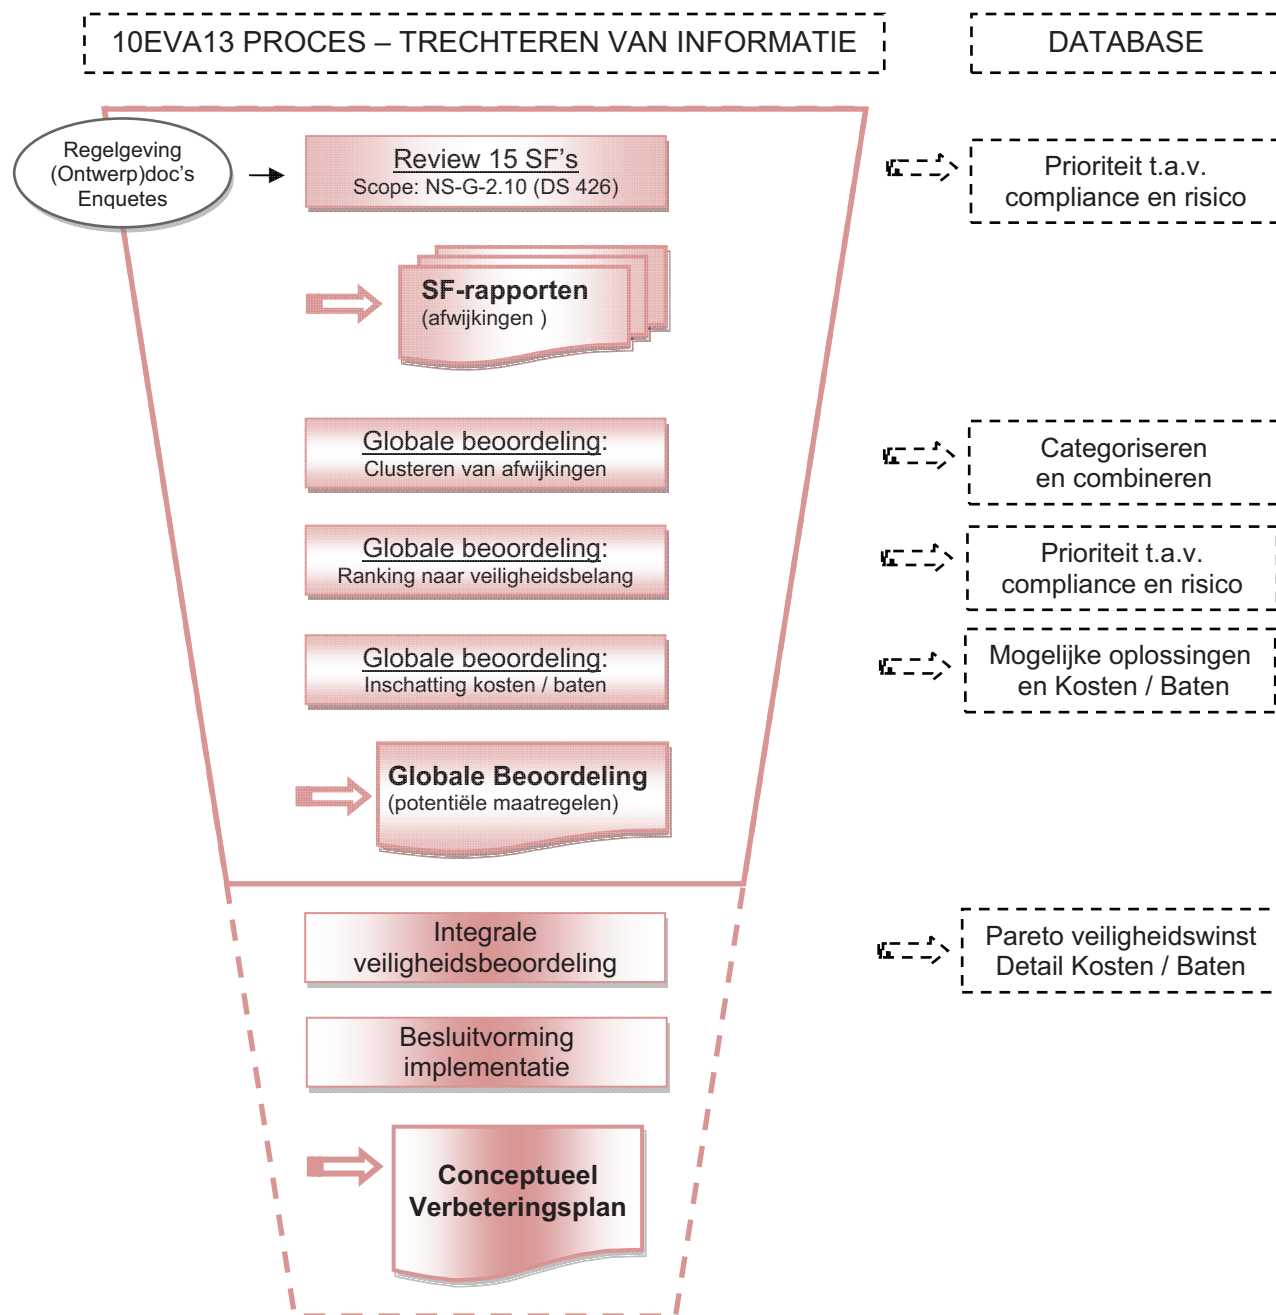 10EVA13 PROCES – TRECHTEREN VAN INFORMATIE
DATABASE
Regelgeving
(Ontwerp)doc's
Enquetes
Review 15 SF's
Scope: NS-G-2.10 (DS 426)
Prioriteit t.a.v.
compliance en risico
SF-rapporten
(afwijkingen )
Globale beoordeling:
Clusteren van afwijkingen
Categoriseren
en combineren
Globale beoordeling:
Ranking naar veiligheidsbelang
Prioriteit t.a.v.
compliance en risico
Globale beoordeling:
Inschatting kosten / baten
Mogelijke oplossingen
en Kosten / Baten
Globale Beoordeling
(potentiële maatregelen)
Integrale
veiligheidsbeoordeling
Pareto veiligheidswinst
Detail Kosten / Baten
Besluitvorming
implementatie
Conceptueel
Verbeteringsplan